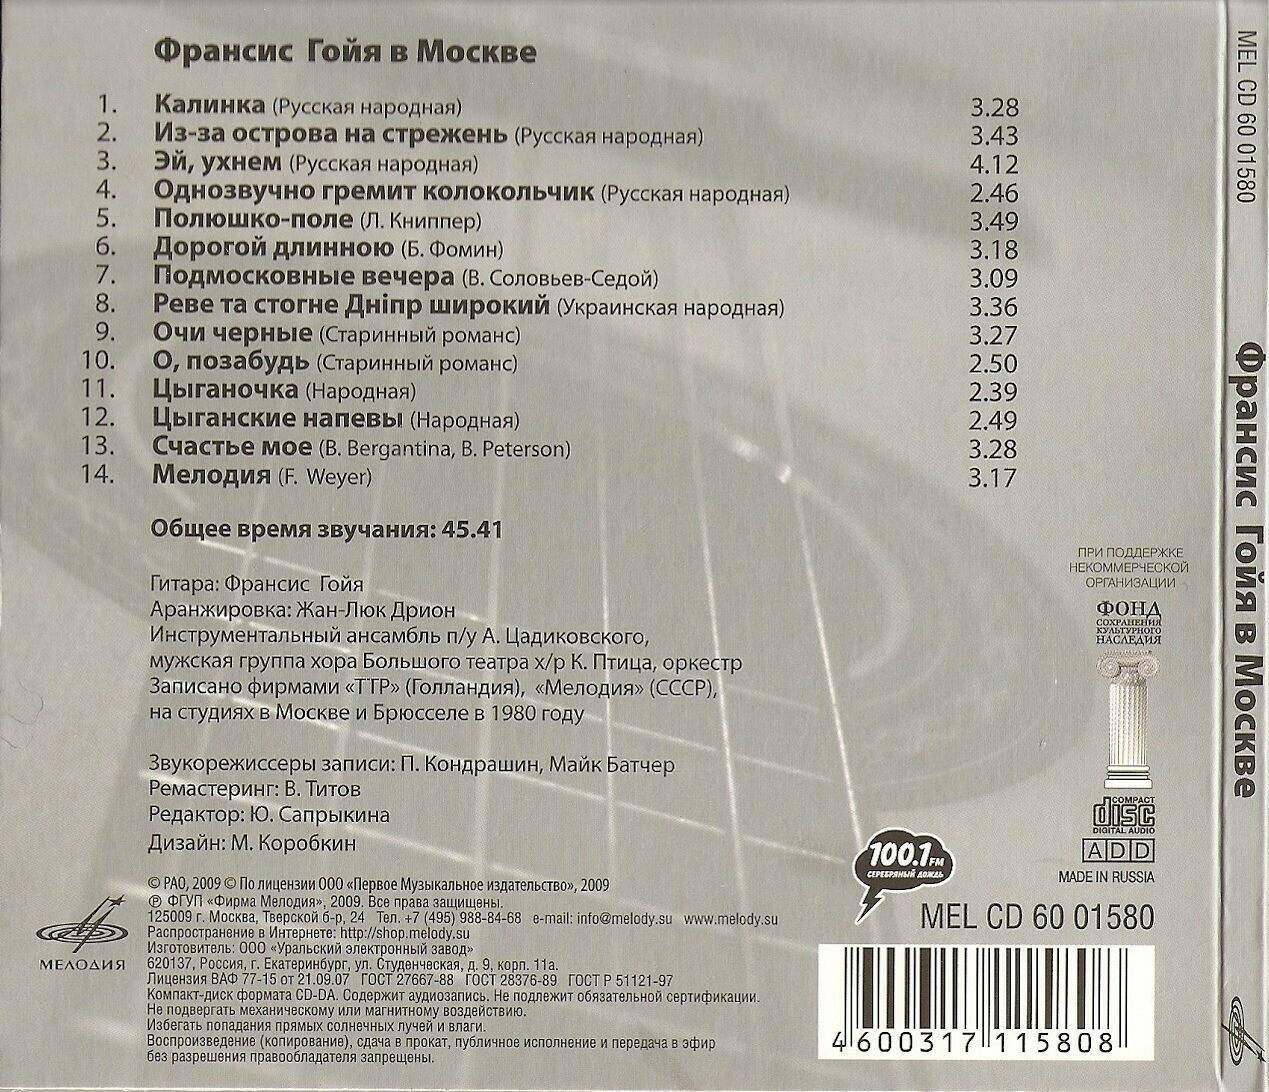 Франсис Гойя в Москве
1. Калинка (Русская народная) 3.28
2. Из-за острова на стрежень (Русская народная) 3.43
3. Эй, ухнем (Русская народная) 4.12
4. Однозвучно гремит колокольчик (Русская народная) 2.46
5. Полюшко-поле (Л. Книппер) 3.49
6. Дорогой длинною (Б. Фомин) 3.18
7. Подмосковные вечера (В. Соловьев-Седой) 3.09
8. Реве та стогне Дніпр широкий (Украинская народная) 3.36
9. Очи черные (Старинный романс) 3.27
10. О, позабудь (Старинный романс) 2.50
11. Цыганочка (Народная) 2.39
12. Цыганские напевы (Народная) 2.49
13. Счастье мое (B. Bergantina, B. Peterson) 3.28
14. Мелодия (F. Weyer) 3.17
Общее время звучания: 45.41
Гитара: Франсис Гойя
Аранжировка: Жан-Люк Дрион
Инструментальный ансамбль п/у А. Цадиковского,
мужская группа хора Большого театра х/р К. Птица, оркестр
Записано фирмами «ТТР» (Голландия), «Мелодия» (СССР),
на студиях в Москве и Брюсселе в 1980 году
Звукорежиссеры записи: П. Кондрашин, Майк Батчер
Ремастеринг: В. Титов
Редактор: Ю. Сапрыкина
Дизайн: М. Коробкин
© РАО, 2009 © По лицензии ООО «Первое Музыкальное издательство», 2009
℗ ФГУП «Фирма Мелодия», 2009. Все права защищены.
125009 г. Москва, Тверской б-р, 24 Тел. +7 (495) 988-84-68 e-mail: info@melody.su www.melody.su
Распространение в Интернете: http://shop.melody.su
Изготовитель: ООО «Уральский электронный завод»
620137, Россия, г. Екатеринбург, ул. Студенческая, д. 9, корп. 11а.
Лицензия ВАФ 77-15 от 21.09.07 ГОСТ 27667-88 ГОСТ 28376-89 ГОСТ Р 51121-97
Компакт-диск формата CD-DA. Содержит аудиозапись. Не подлежит обязательной сертификации.
Не подвергать механическому или магнитному воздействию.
Избегать попадания прямых солнечных лучей и влаги.
Воспроизведение (копирование), сдача в прокат, публичное исполнение и передача в эфир
без разрешения правообладателя запрещены.
МЕЛОДИЯ
ПРИ ПОДДЕРЖКЕ
НЕКОММЕРЧЕСКОЙ
ОРГАНИЗАЦИИ
ФОНД
СОХРАНЕНИЯ
КУЛЬТУРНОГО
НАСЛЕДИЯ
COMPACT
disc
DIGITAL AUDIO
ADD
MADE IN RUSSIA
100.1 FM
СЕРЕБРЯНЫЙ ДОЖДЬ
MEL CD 60 01580
4 600317 115808
MEL CD 60 01580
Франсис Гойя в Москве